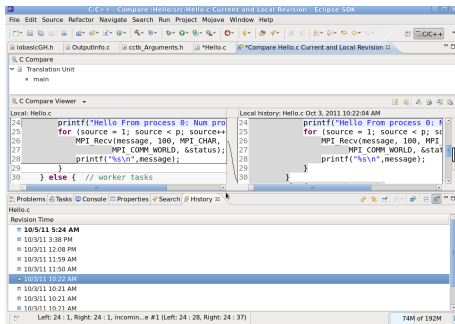 C/C++ - Compare Hello.c Current and Local Revision - Eclipse SDK
File Edit Source Refactor Navigate Search Run Project Mojave Window Help
C/C++
iobasicGH.h OutputInfo.c cctk_Arguments.h *Hello.c *Compare Hello.c Current and Local Revision
C Compare
Translation Unit
main
C Compare Viewer
Local: Hello.c Local history: Hello.c Oct 3, 2011 10:22:04 AM
24 printf("Hello From process 0: Num pro 24 printf("Hello From process 0: N
25 for (source = 1; source < p; source++ 25 for (source = 1; source < p; so
26 MPI_Recv(message, 100, MPI_CHAR, 26 MPI_Recv(message, 100, MPI
27 MPI_COMM_WORLD, &status); 27 MPI_COMM_WORLD, &stat
28 printf("%s\n",message); 28 printf("%s\n",message);
29 } 29 }
30 } else { // worker tasks 30 }
Problems Tasks Console Properties Search History
Hello.c
Revision Time
10/5/11 5:24 AM
10/3/11 3:38 PM
10/3/11 12:08 PM
10/3/11 11:59 AM
10/3/11 11:50 AM
10/3/11 10:22 AM
10/3/11 10:21 AM
10/3/11 10:21 AM
10/3/11 10:21 AM
Left: 24 : 1, Right: 24 : 1, incomin...e #1 (Left: 24 : 28, Right: 24 : 37) 74M of 192M